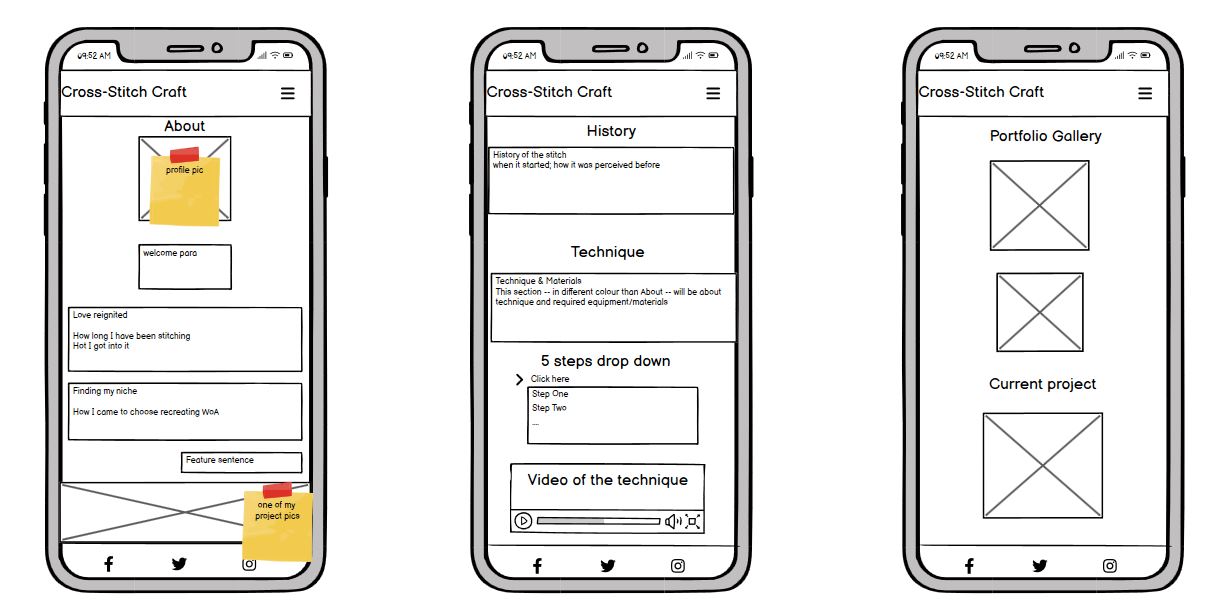 09:52 AM
Cross-Stitch Craft
About
profile pic
welcome para
Love reignited
How long I have been stitching
Hot I got into it
Finding my niche
How I came to choose recreating WoA
Feature sentence
one of my
project pics
09:52 AM
Cross-Stitch Craft
History
History of the stitch
when it started; how it was perceived before
Technique
Technique & Materials
This section -- in different colour than About -- will be about
technique and required equipment/materials
5 steps drop down
Click here
Step One
Step Two
....
Video of the technique
09:52 AM
Cross-Stitch Craft
Portfolio Gallery
Current project